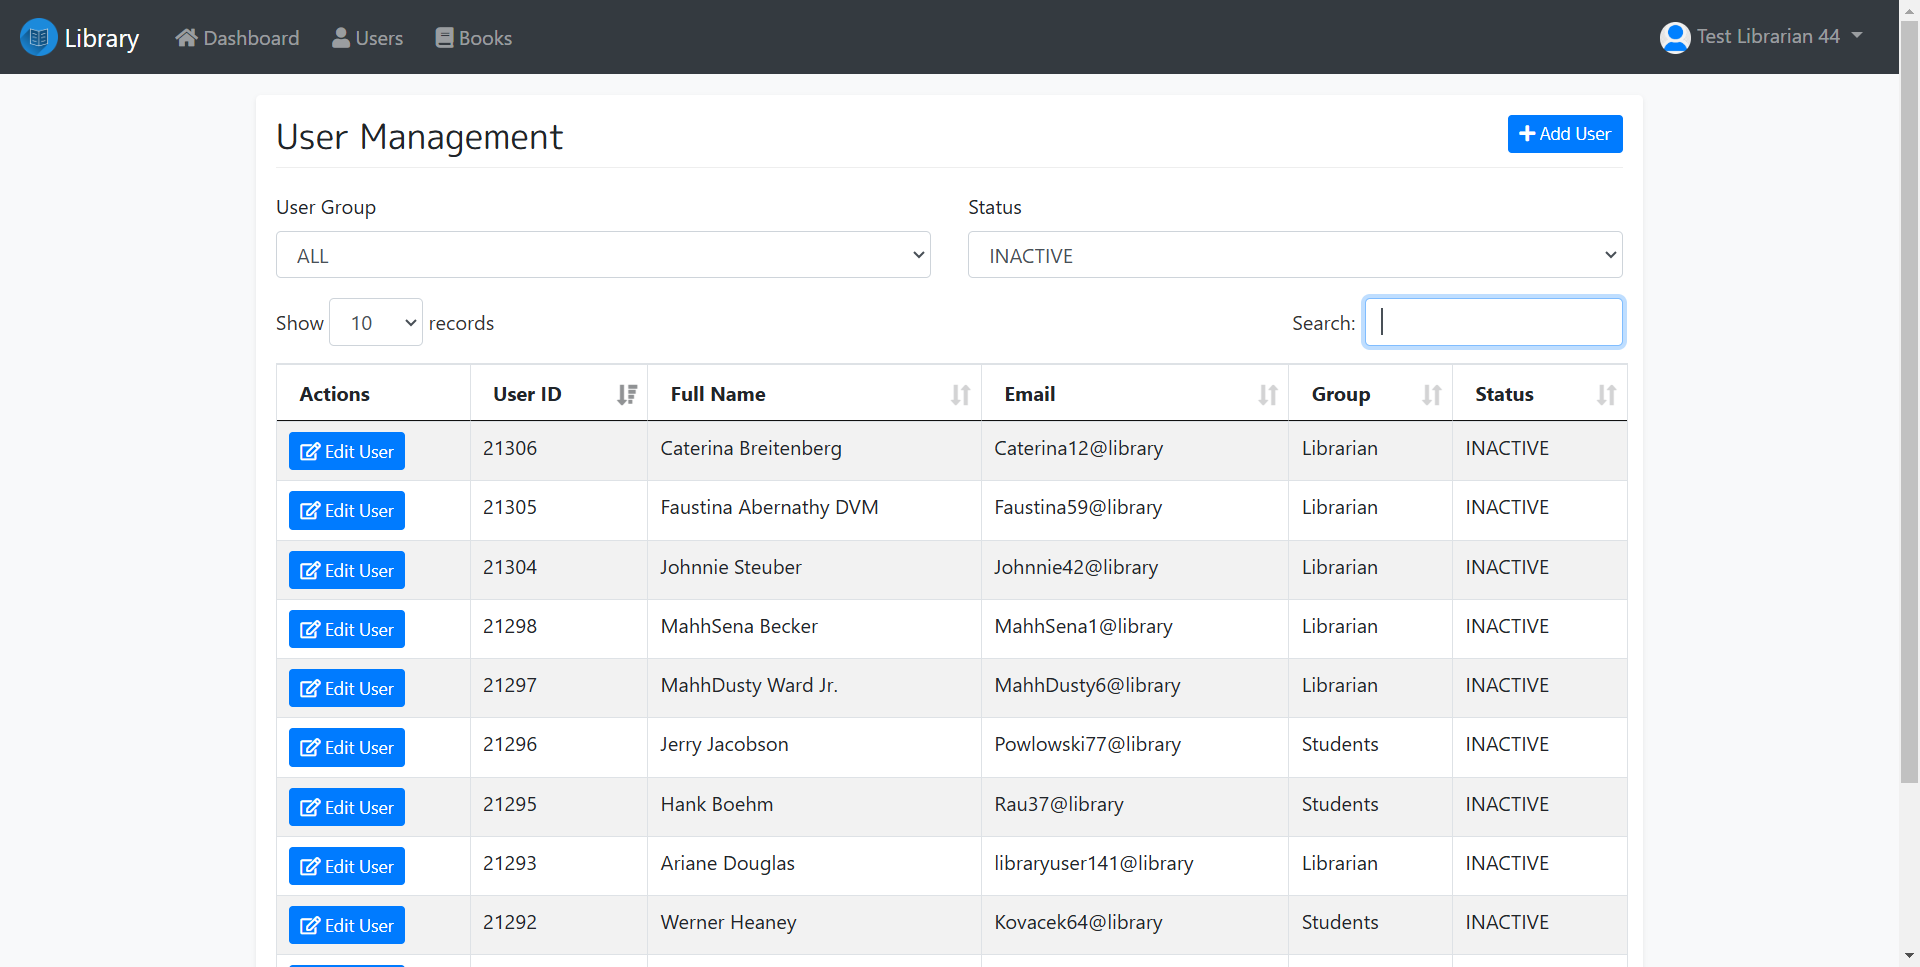 Library Dashboard Users Books Test Librarian 44
User Management
Add User
User Group Status
ALL INACTIVE
Show 10 records Search:
Actions User ID Full Name Email Group Status
Edit User 21306 Caterina Breitenberg Caterina12@library Librarian INACTIVE
Edit User 21305 Faustina Abernathy DVM Faustina59@library Librarian INACTIVE
Edit User 21304 Johnnie Steuber Johnnie42@library Librarian INACTIVE
Edit User 21298 MahhSena Becker MahhSena1@library Librarian INACTIVE
Edit User 21297 MahhDusty Ward Jr. MahhDusty6@library Librarian INACTIVE
Edit User 21296 Jerry Jacobson Powlowski77@library Students INACTIVE
Edit User 21295 Hank Boehm Rau37@library Students INACTIVE
Edit User 21293 Ariane Douglas libraryuser141@library Librarian INACTIVE
Edit User 21292 Werner Heaney Kovacek64@library Students INACTIVE